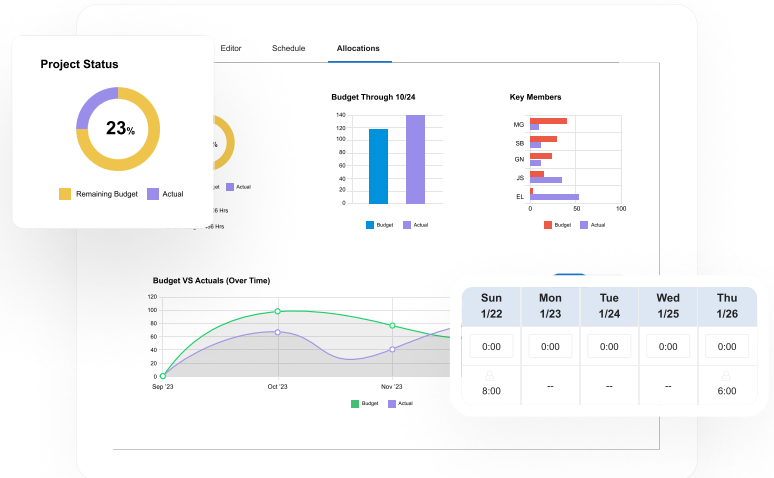 Editor Schedule Allocations
Project Status
23%
Remaining Budget Actual
%
Actual
Hrs
Hrs
Budget Through 10/24
140
120
100
80
60
40
20
0
Budget Actual
Key Members
MG
SB
GN
JS
EL
0 50 100
Budget Actual
Budget VS Actuals (Over Time)
120
100
80
60
40
20
0
Sep '23 Oct '23 Nov '23
Budget Actual
Sun Mon Tue Wed Thu
1/22 1/23 1/24 1/25 1/26
0:00 0:00 0:00 0:00 0:00
8:00 -- -- -- 6:00